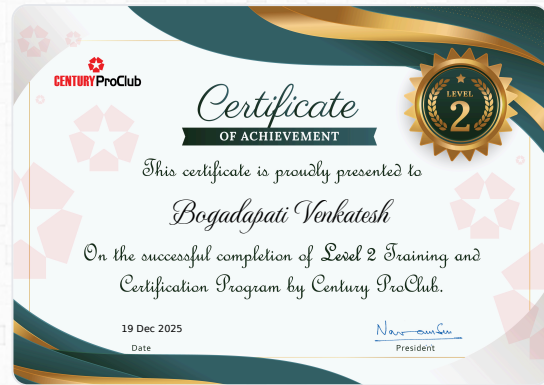 CENTURY ProClub
LEVEL
2
Certificate
OF ACHIEVEMENT
This certificate is proudly presented to
Bogadapati Venkatesh
On the successful completion of Level 2 Training and
Certification Program by Century ProClub.
19 Dec 2025
Date
President